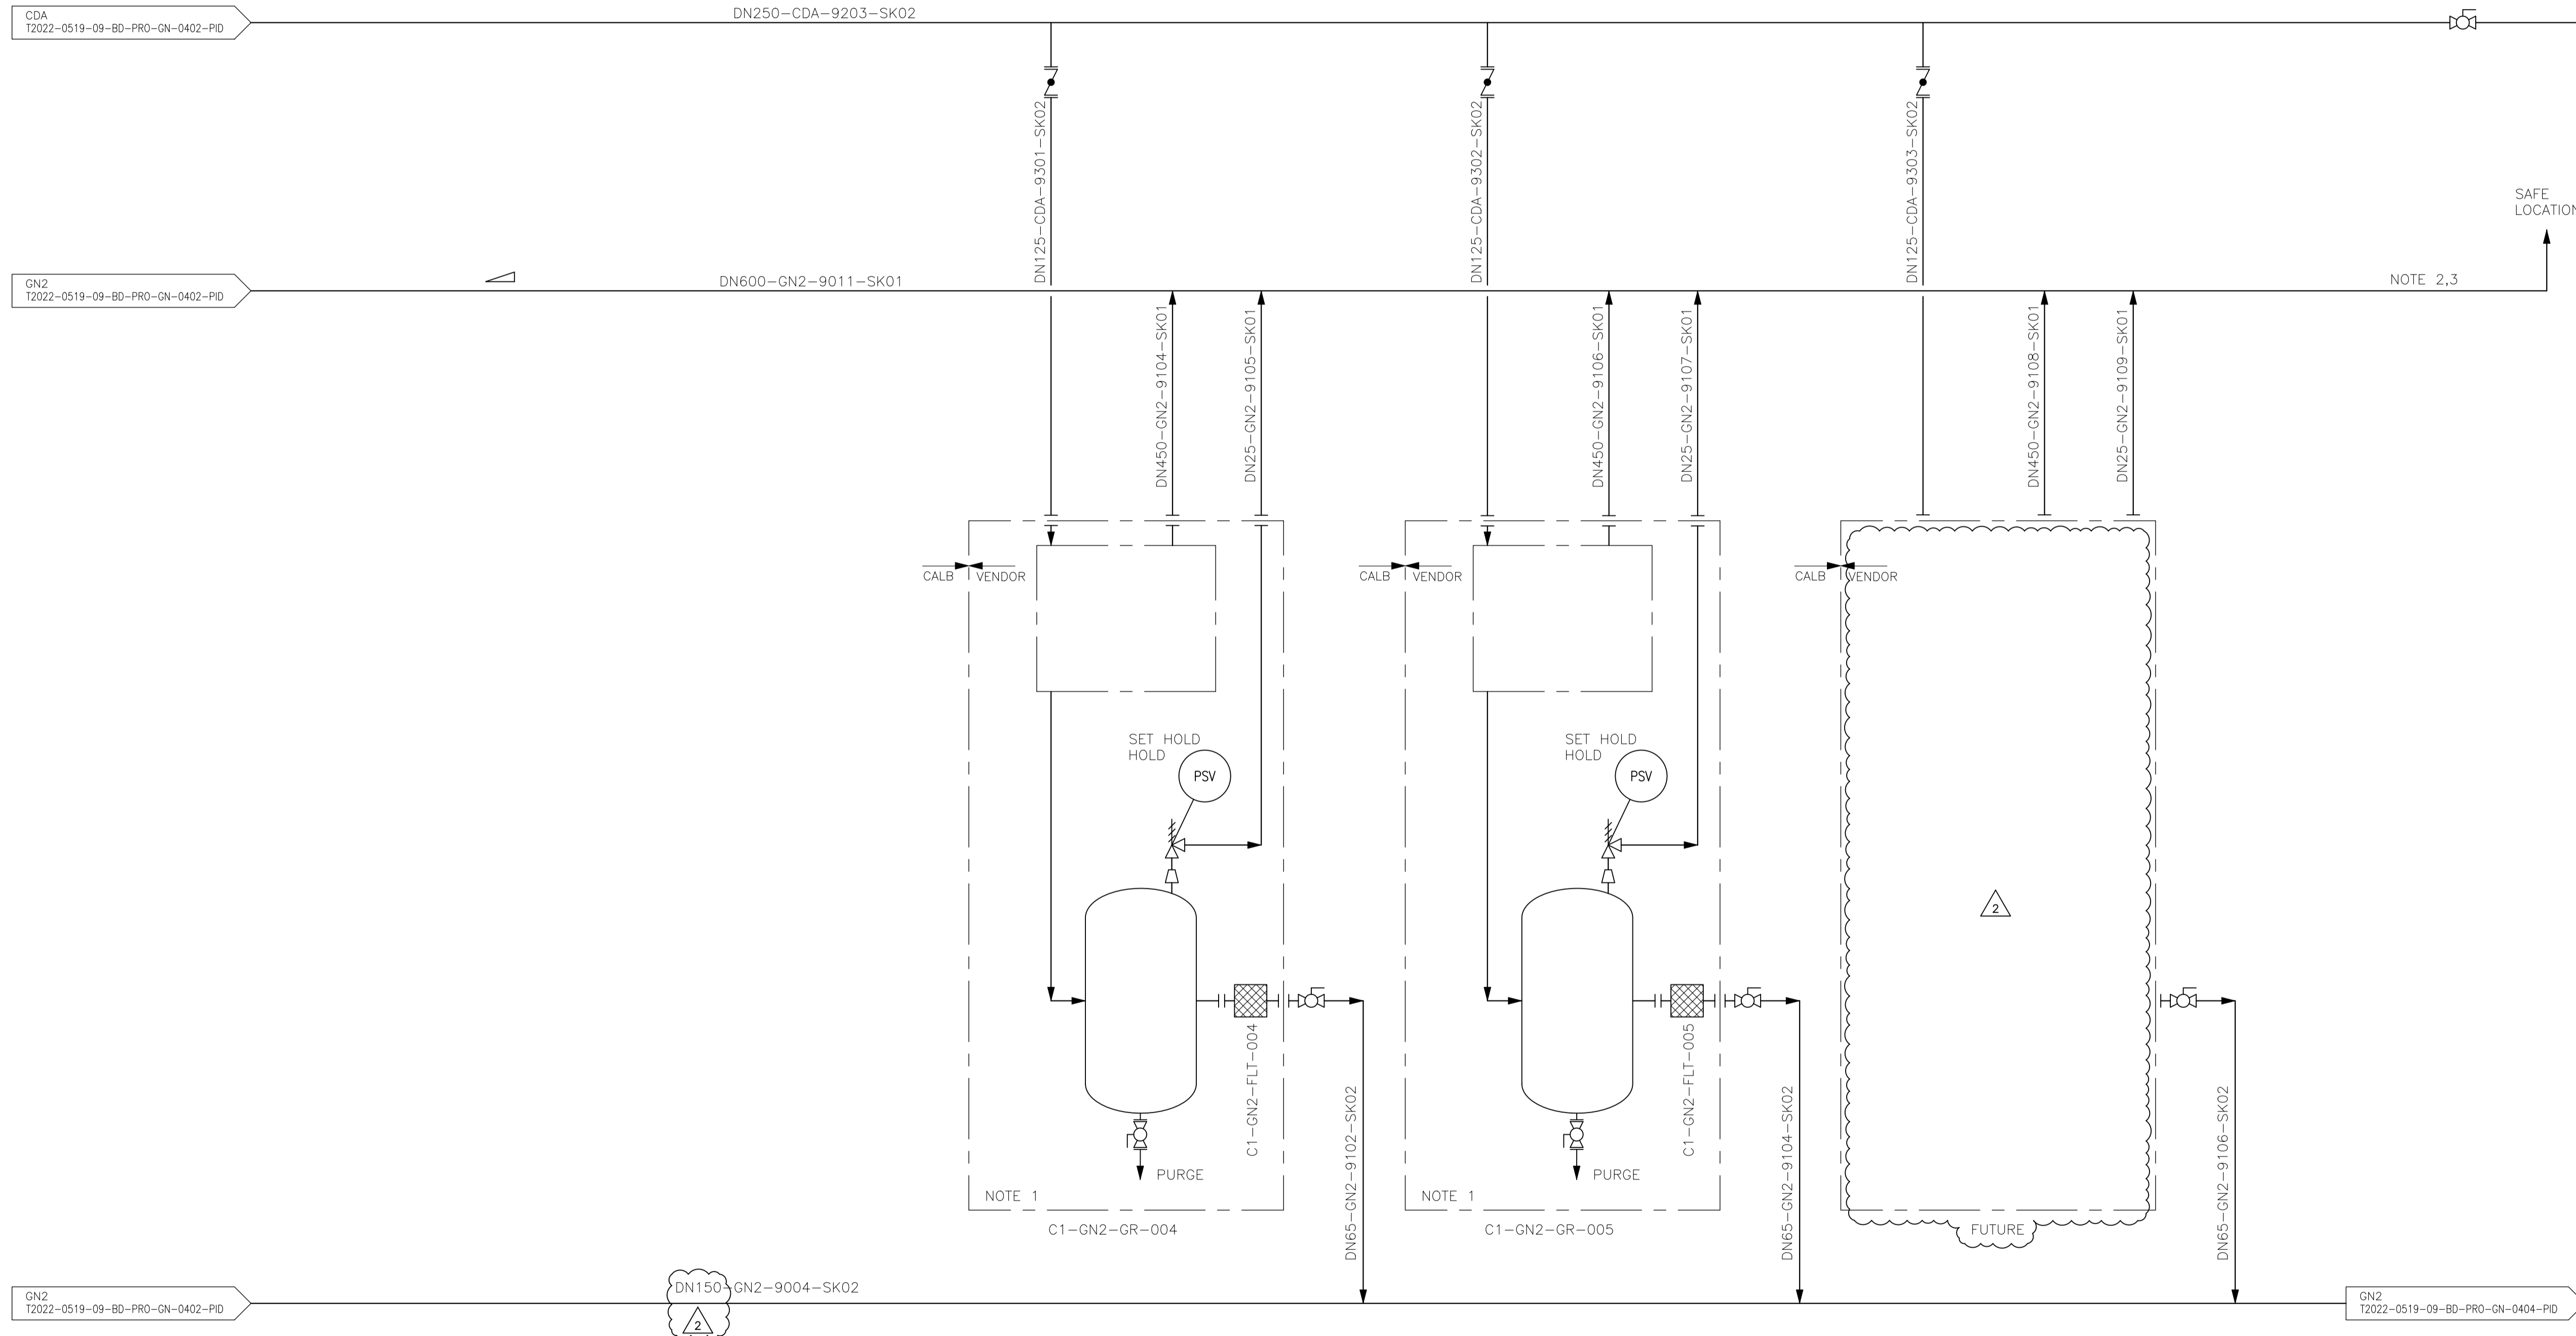 CDA
T2022-0519-09-BD-PRO-GN-0402-PID
DN250-CDA-9203-SK02
DN125-CDA-9301-SK02
DN125-CDA-9302-SK02
DN125-CDA-9303-SK02
SAFE
LOCATION
GN2
T2022-0519-09-BD-PRO-GN-0402-PID
DN600-GN2-9011-SK01
NOTE 2,3
DN450-GN2-9104-SK01
DN25-GN2-9105-SK01
DN450-GN2-9106-SK01
DN25-GN2-9107-SK01
DN450-GN2-9108-SK01
DN25-GN2-9109-SK01
CALB
VENDOR
CALB
VENDOR
CALB
VENDOR
SET HOLD
HOLD
PSV
SET HOLD
HOLD
PSV
2
C1-GN2-FLT-004
DN65-GN2-9102-SK02
C1-GN2-FLT-005
DN65-GN2-9104-SK02
DN65-GN2-9106-SK02
PURGE
PURGE
NOTE 1
NOTE 1
C1-GN2-GR-004
C1-GN2-GR-005
FUTURE
GN2
T2022-0519-09-BD-PRO-GN-0402-PID
DN150-GN2-9004-SK02
2
GN2
T2022-0519-09-BD-PRO-GN-0404-PID